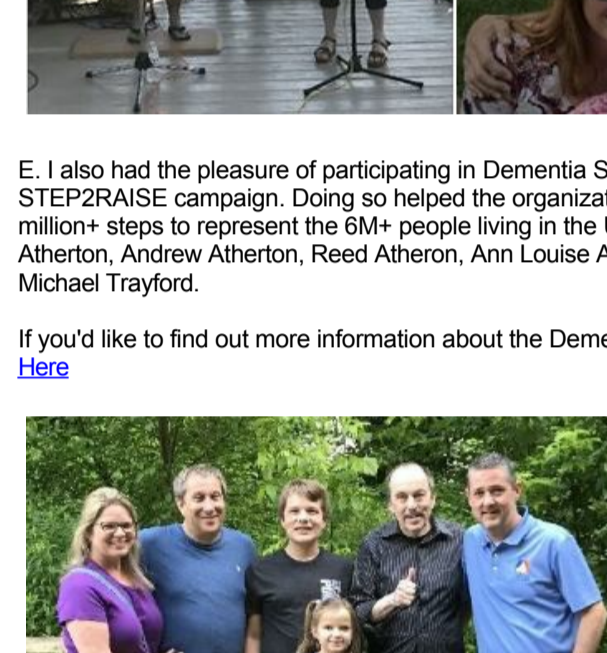 E. I also had the pleasure of participating in Dementia S
STEP2RAISE campaign. Doing so helped the organizat
million+ steps to represent the 6M+ people living in the
Atherton, Andrew Atherton, Reed Atheron, Ann Louise A
Michael Trayford.
If you'd like to find out more information about the Deme
Here